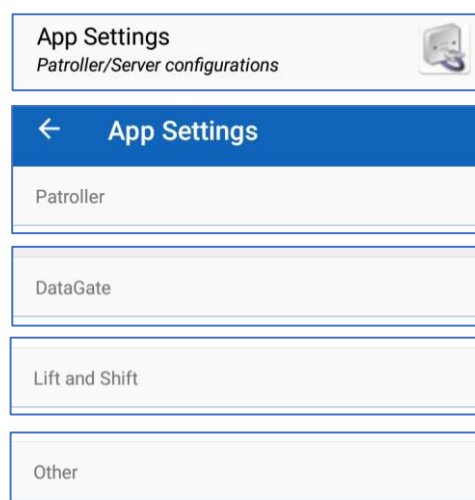 App Settings
Patroller/Server configurations
App Settings
Patroller
DataGate
Lift and Shift
Other